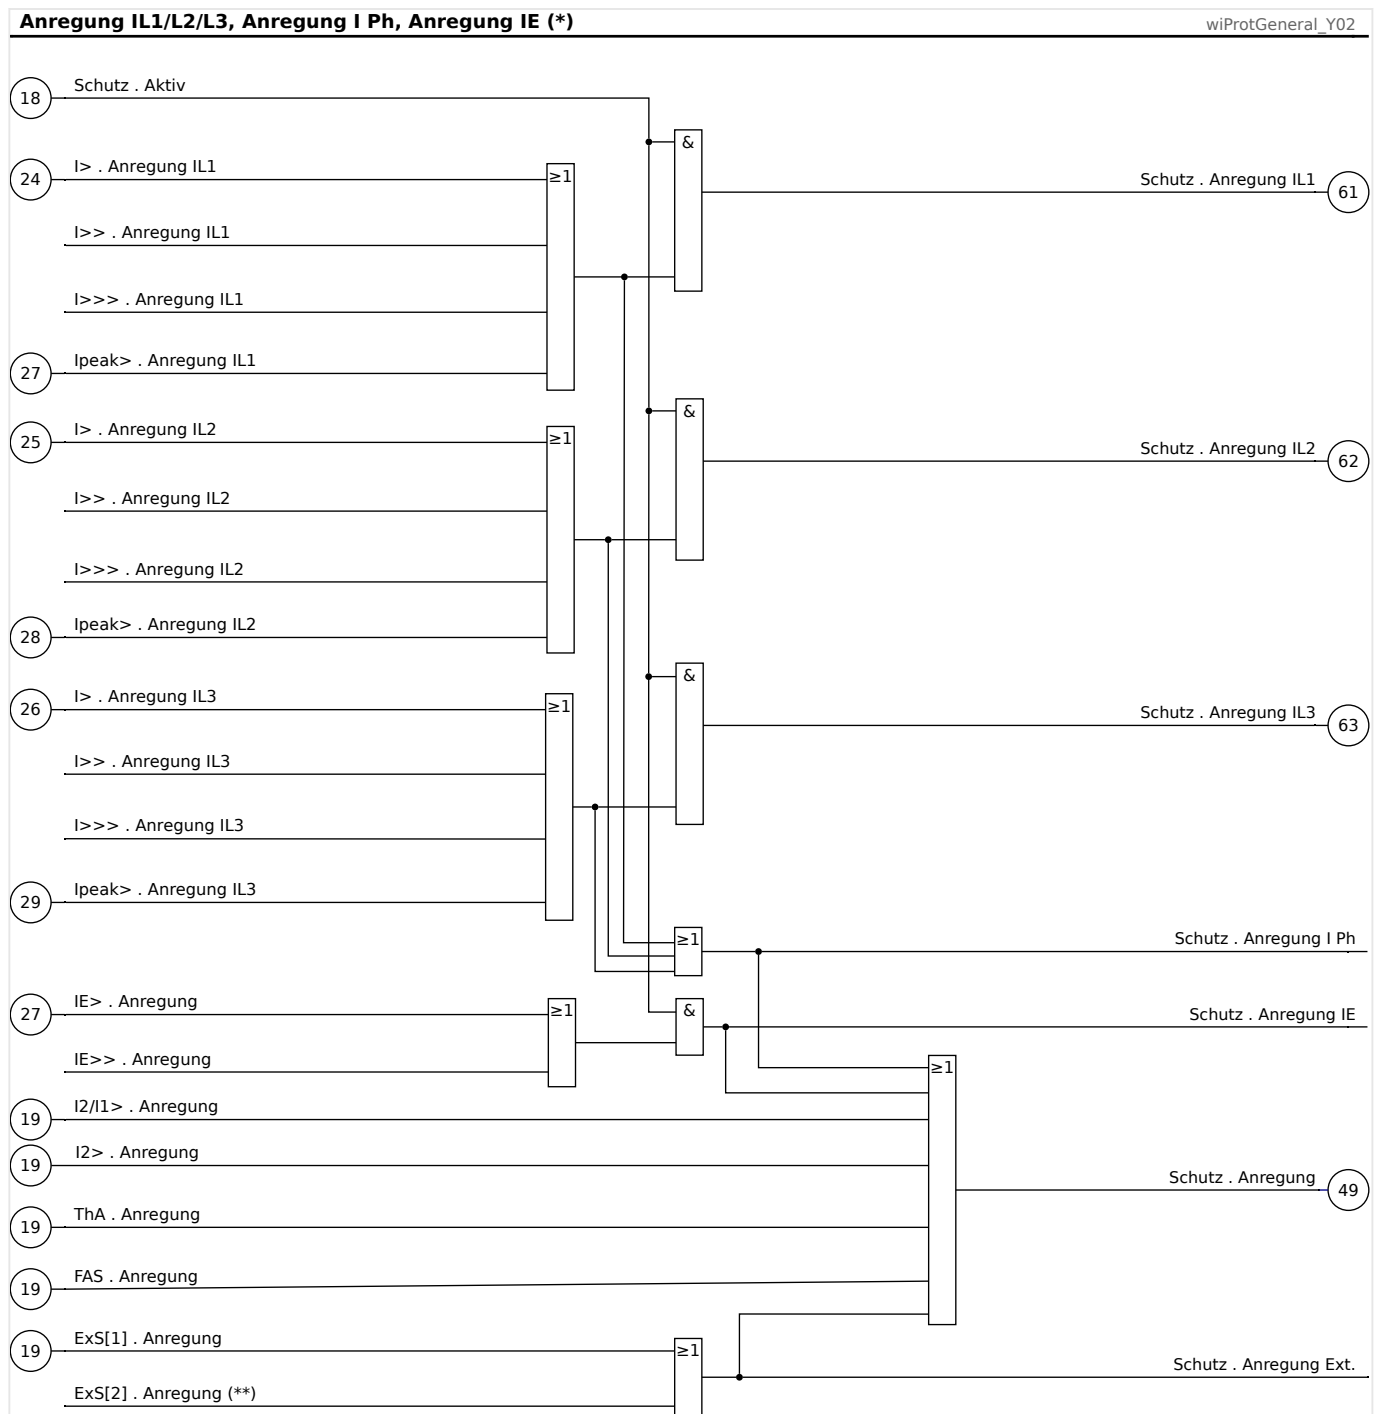 Anregung IL1/L2/L3, Anregung I Ph, Anregung IE (*)
wiProtGeneral_Y02
18
Schutz . Aktiv
&
24
I> . Anregung IL1
≥1
Schutz . Anregung IL1
61
I>> . Anregung IL1
I>>> . Anregung IL1
27
Ipeak> . Anregung IL1
&
25
I> . Anregung IL2
≥1
Schutz . Anregung IL2
62
I>> . Anregung IL2
I>>> . Anregung IL2
28
Ipeak> . Anregung IL2
&
26
I> . Anregung IL3
≥1
Schutz . Anregung IL3
63
I>> . Anregung IL3
I>>> . Anregung IL3
29
Ipeak> . Anregung IL3
≥1
Schutz . Anregung I Ph
27
IE> . Anregung
≥1
&
Schutz . Anregung IE
IE>> . Anregung
≥1
19
I2/I1> . Anregung
19
I2> . Anregung
Schutz . Anregung
49
19
ThA . Anregung
19
FAS . Anregung
19
ExS[1] . Anregung
≥1
Schutz . Anregung Ext.
ExS[2] . Anregung (**)